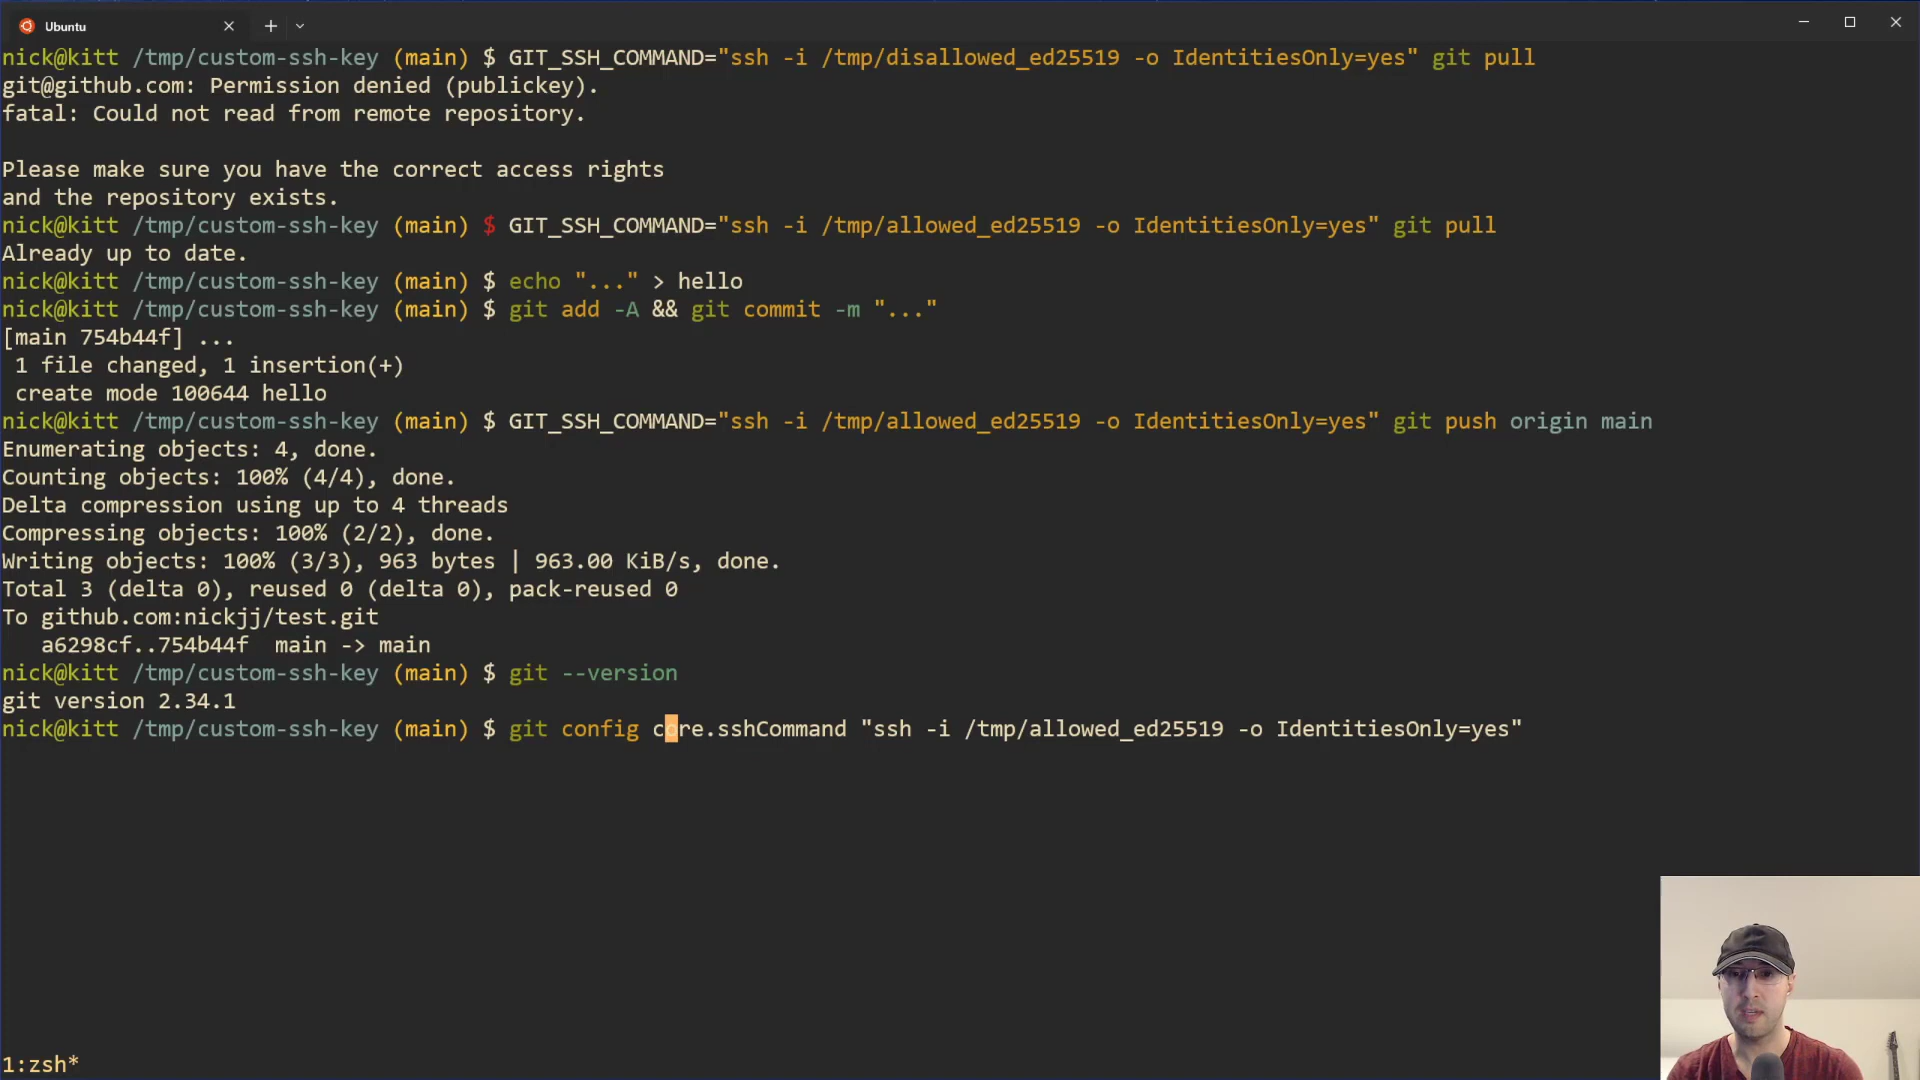 Ubuntu
nick@kitt /tmp/custom-ssh-key (main) $ GIT_SSH_COMMAND="ssh -i /tmp/disallowed_ed25519 -o IdentitiesOnly=yes" git pull
git@github.com: Permission denied (publickey).
fatal: Could not read from remote repository.
Please make sure you have the correct access rights
and the repository exists.
nick@kitt /tmp/custom-ssh-key (main) $ GIT_SSH_COMMAND="ssh -i /tmp/allowed_ed25519 -o IdentitiesOnly=yes" git pull
Already up to date.
nick@kitt /tmp/custom-ssh-key (main) $ echo "..." > hello
nick@kitt /tmp/custom-ssh-key (main) $ git add -A && git commit -m "..."
[main 754b44f] ...
 1 file changed, 1 insertion(+)
 create mode 100644 hello
nick@kitt /tmp/custom-ssh-key (main) $ GIT_SSH_COMMAND="ssh -i /tmp/allowed_ed25519 -o IdentitiesOnly=yes" git push origin main
Enumerating objects: 4, done.
Counting objects: 100% (4/4), done.
Delta compression using up to 4 threads
Compressing objects: 100% (2/2), done.
Writing objects: 100% (3/3), 963 bytes | 963.00 KiB/s, done.
Total 3 (delta 0), reused 0 (delta 0), pack-reused 0
To github.com:nickjj/test.git
   a6298cf..754b44f  main -> main
nick@kitt /tmp/custom-ssh-key (main) $ git --version
git version 2.34.1
nick@kitt /tmp/custom-ssh-key (main) $ git config core.sshCommand "ssh -i /tmp/allowed_ed25519 -o IdentitiesOnly=yes"
1:zsh*